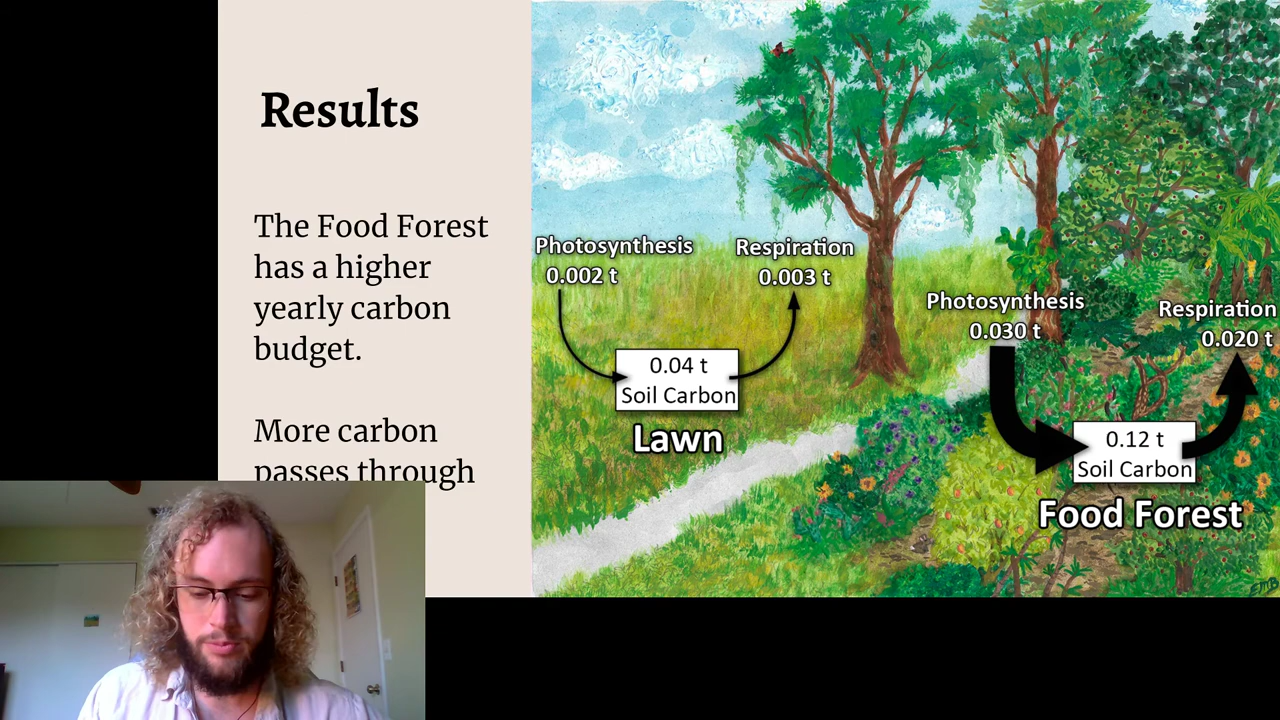 Results
The Food Forest
has a higher
yearly carbon
budget.
More carbon
passes through
Photosynthesis
0.002 t
Respiration
0.003 t
0.04 t
Soil Carbon
Lawn
Photosynthesis
0.030 t
Respiration
0.020 t
0.12 t
Soil Carbon
Food Forest